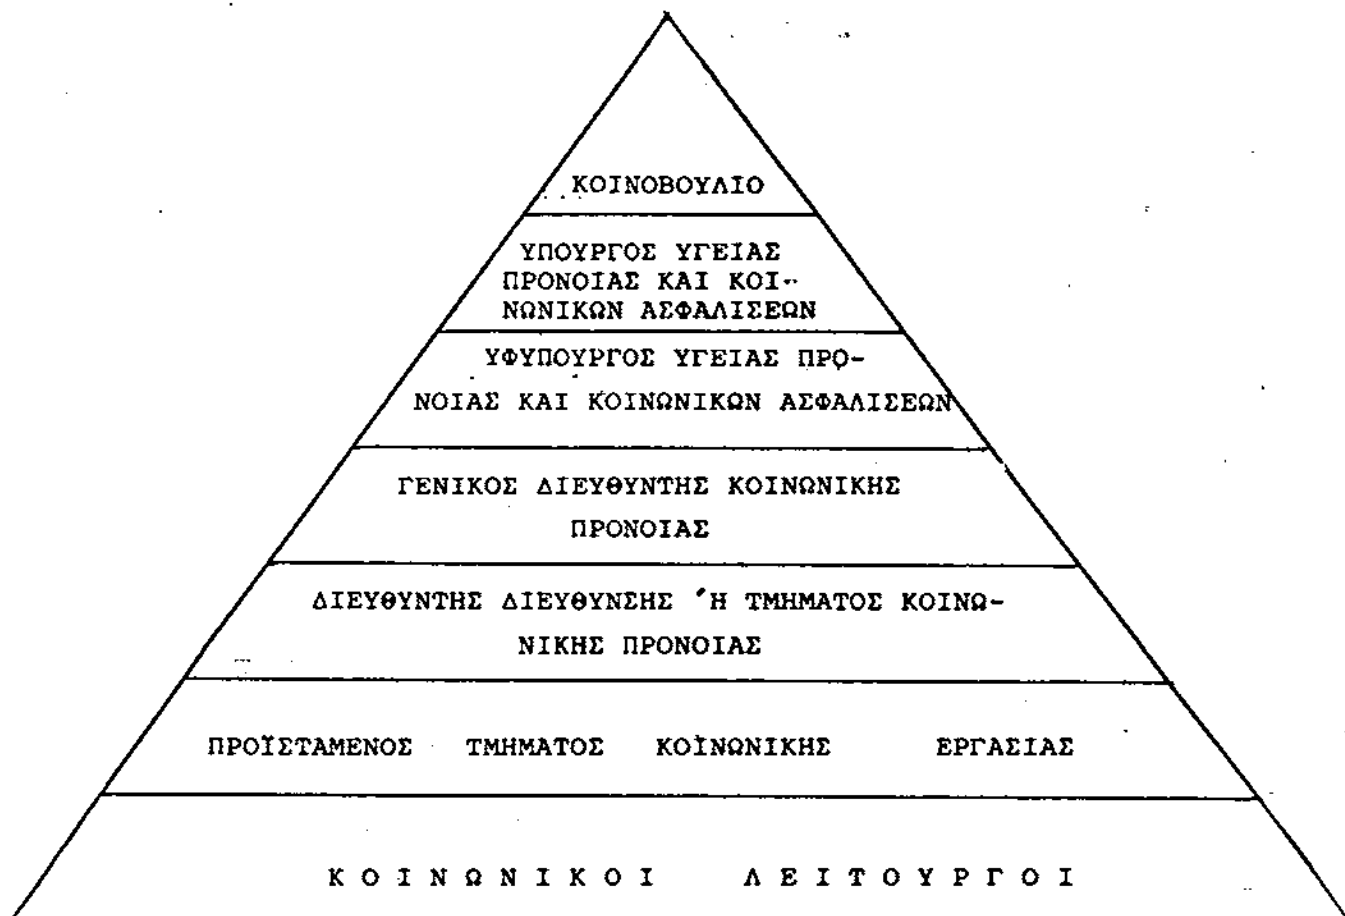 ΚΟΙΝΟΒΟΥΛΙΟ
ΥΠΟΥΡΓΟΣ ΥΓΕΙΑΣ
ΠΡΟΝΟΙΑΣ ΚΑΙ ΚΟΙ-
ΝΩΝΙΚΩΝ ΑΣΦΑΛΙΣΕΩΝ
ΥΦΥΠΟΥΡΓΟΣ ΥΓΕΙΑΣ ΠΡΟ-
ΝΟΙΑΣ ΚΑΙ ΚΟΙΝΩΝΙΚΩΝ ΑΣΦΑΛΙΣΕΩΝ
ΓΕΝΙΚΟΣ ΔΙΕΥΘΥΝΤΗΣ ΚΟΙΝΩΝΙΚΗΣ
ΠΡΟΝΟΙΑΣ
ΔΙΕΥΘΥΝΤΗΣ ΔΙΕΥΘΥΝΣΗΣ Ή ΤΜΗΜΑΤΟΣ ΚΟΙΝΩ-
ΝΙΚΗΣ ΠΡΟΝΟΙΑΣ
ΠΡΟΪΣΤΑΜΕΝΟΣ ΤΜΗΜΑΤΟΣ ΚΟΙΝΩΝΙΚΗΣ ΕΡΓΑΣΙΑΣ
ΚΟΙΝΩΝΙΚΟΙ ΛΕΙΤΟΥΡΓΟΙ